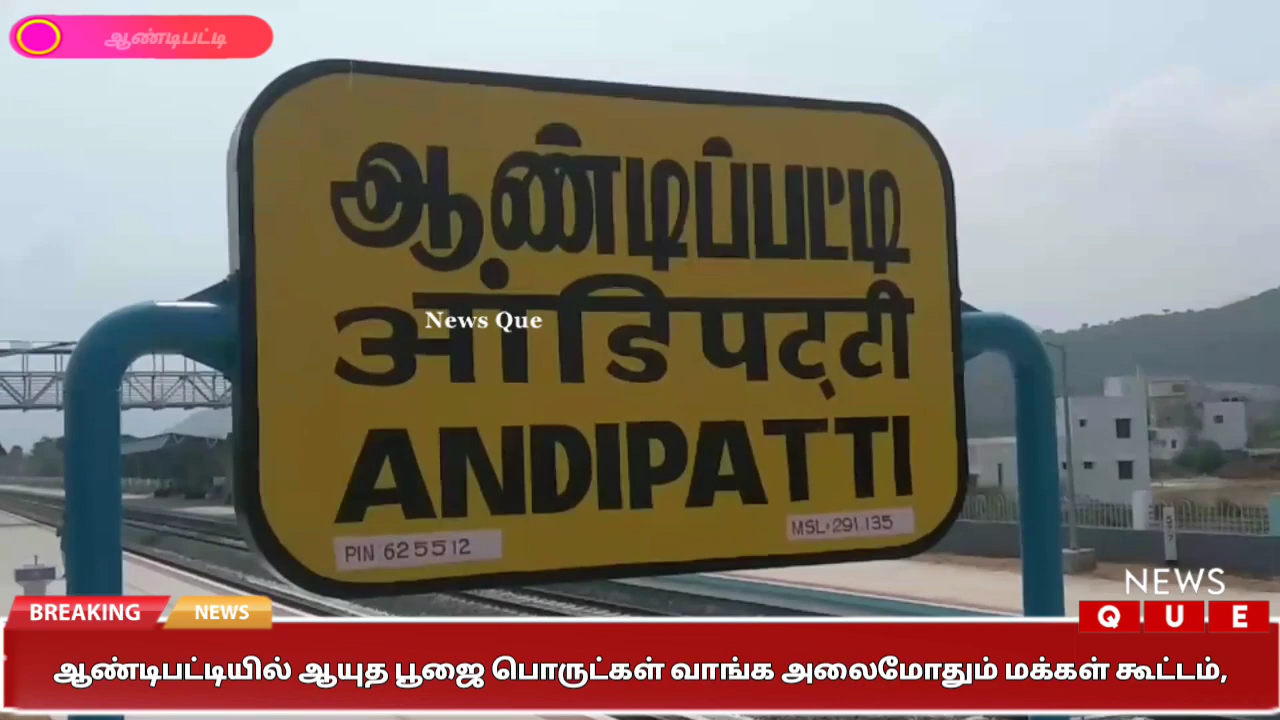 ஆண்டிபட்டி
ஆண்டிப்பட்டி
आंडिपट्टी
News Que
ANDIPATTI
PIN 625512
MSL·291.135
NEWS
QUE
BREAKING NEWS
ஆண்டிபட்டியில் ஆயுத பூஜை பொருட்கள் வாங்க அலைமோதும் மக்கள் கூட்டம்,